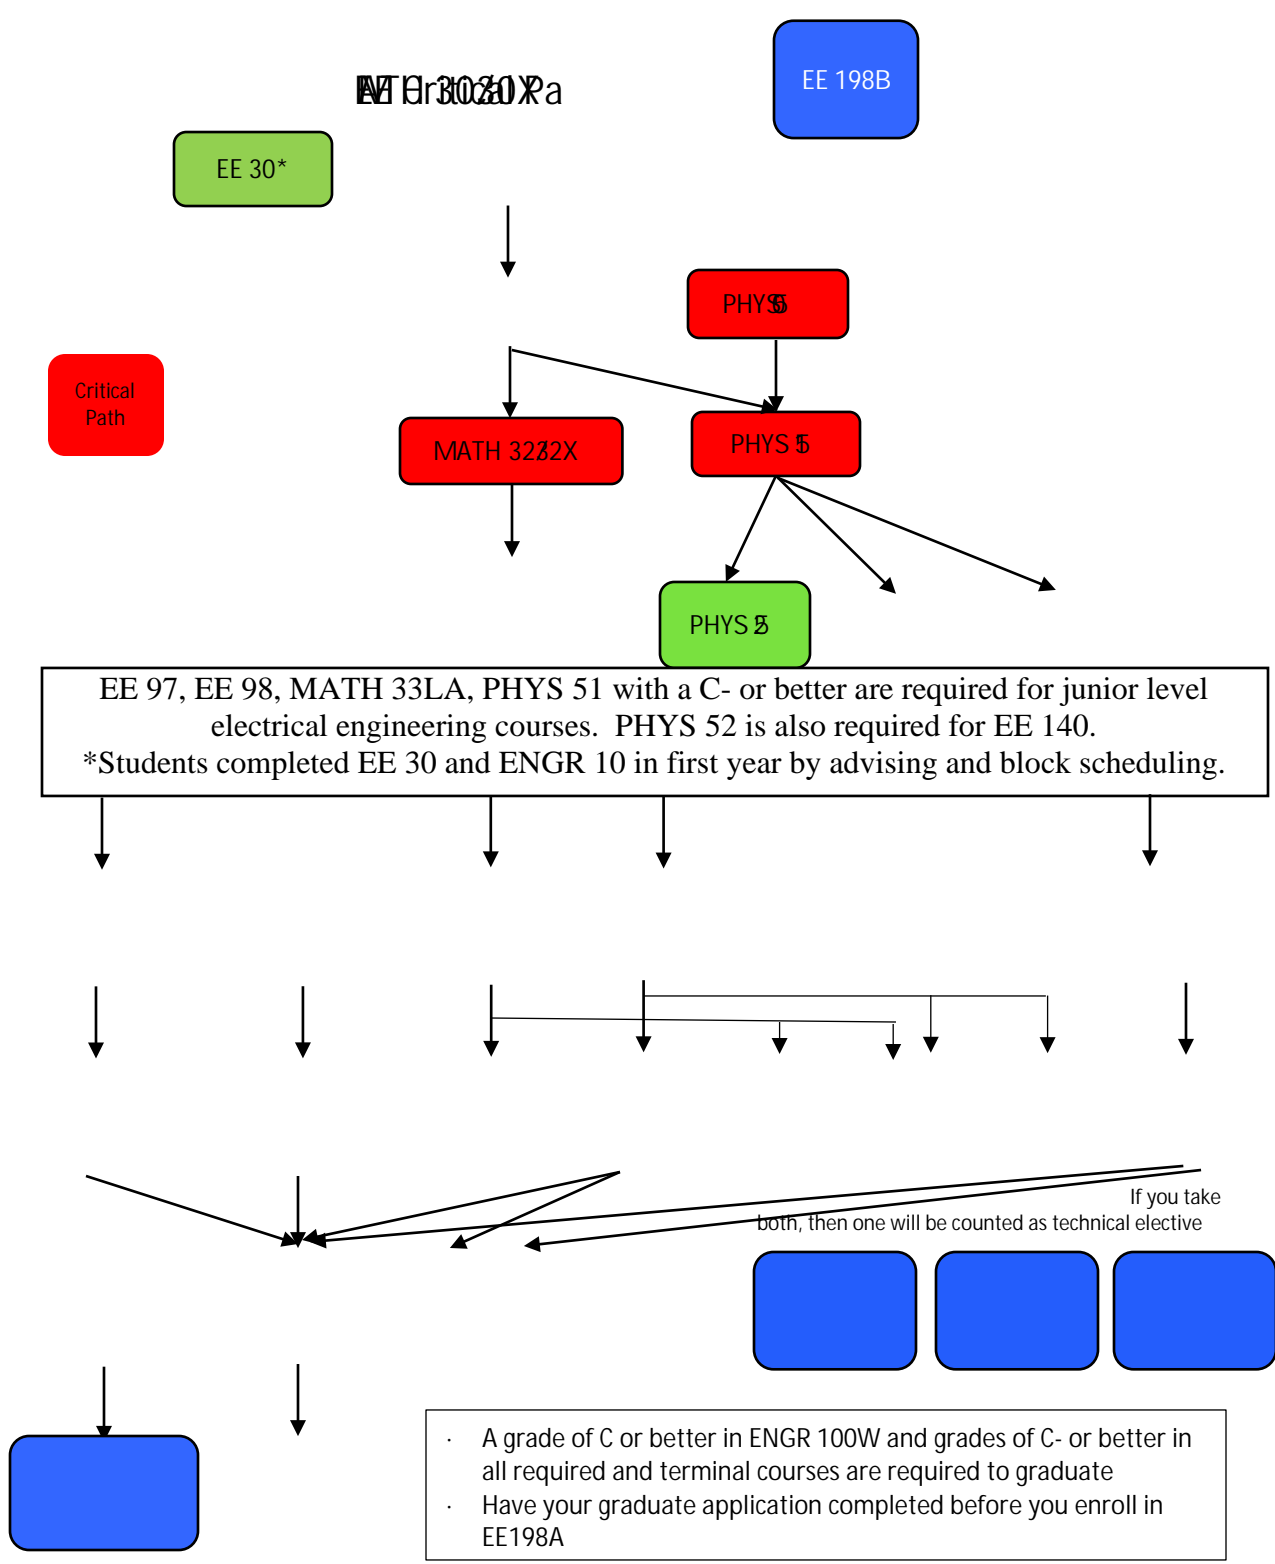 EE 198B
EE 30*
PHYS
Critical
Path
MATH 32/32X
PHYS 51
PHYS 52
EE 97, EE 98, MATH 33LA, PHYS 51 with a C- or better are required for junior level
electrical engineering courses. PHYS 52 is also required for EE 140.
*Students completed EE 30 and ENGR 10 in first year by advising and block scheduling.
If you take
both, then one will be counted as technical elective
· A grade of C or better in ENGR 100W and grades of C- or better in
all required and terminal courses are required to graduate
· Have your graduate application completed before you enroll in
EE198A